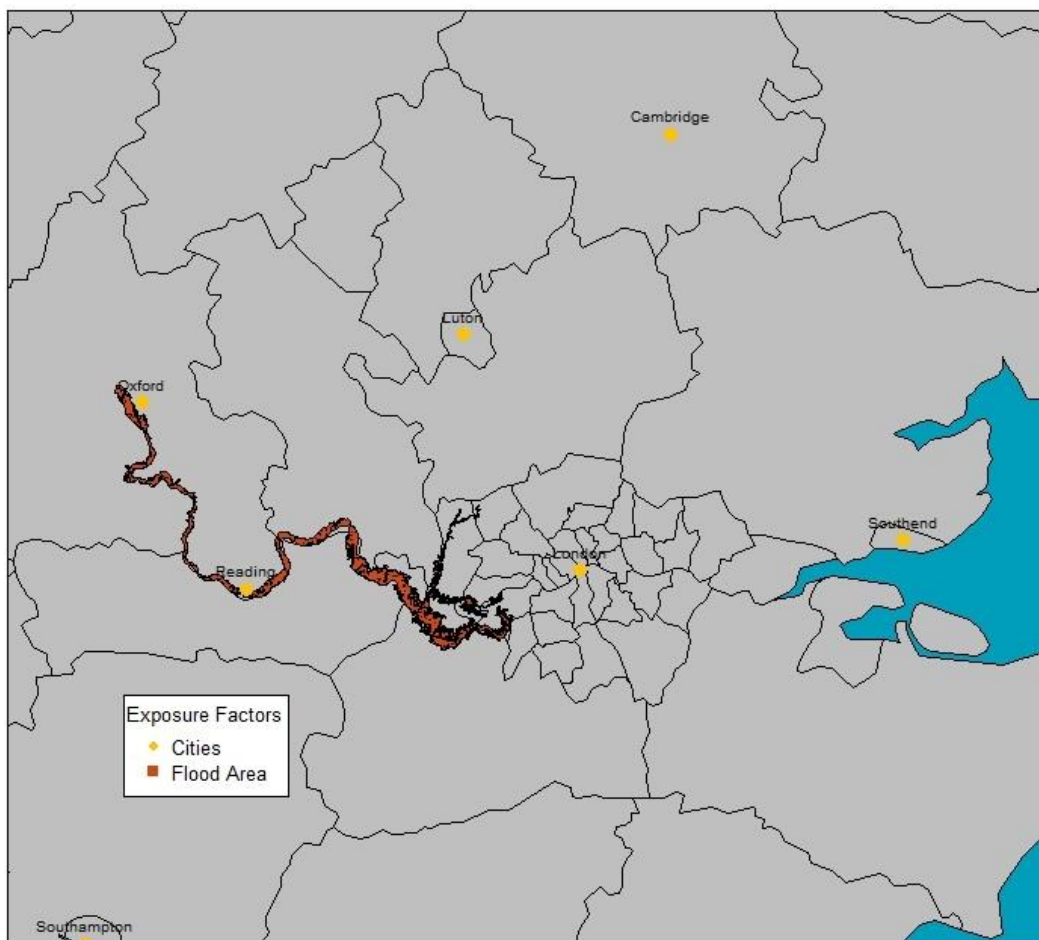 Cambridge
Luton
Oxford
Southend
London
Reading
Exposure Factors
Cities
Flood Area
Southampton